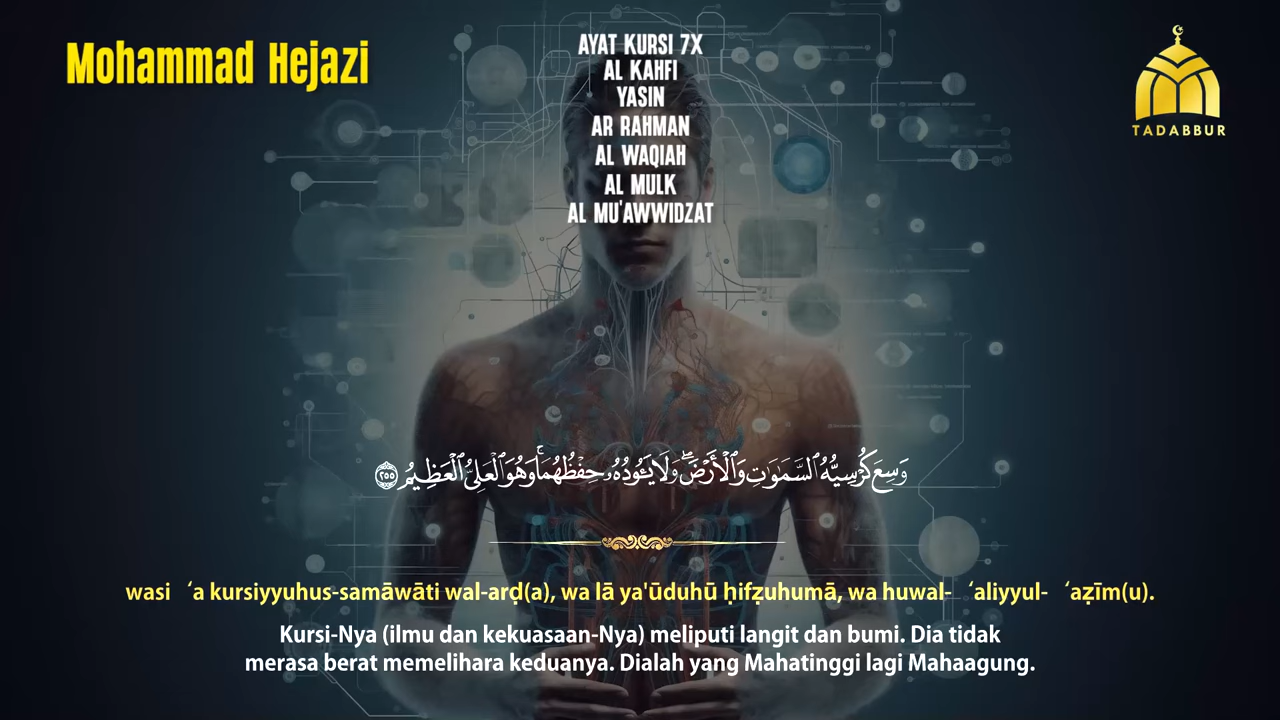 Mohammad Hejazi
AYAT KURSI 7X
AL KAHFI
YASIN
AR RAHMAN
AL WAQIAH
AL MULK
AL MU'AWWIDZAT
TADABBUR
وَسِعَ كُرْسِيُّهُ ٱلسَّمَـٰوَٰتِ وَٱلْأَرْضَ ۖ وَلَا يَـُٔودُهُۥ حِفْظُهُمَا ۚ وَهُوَ ٱلْعَلِىُّ ٱلْعَظِيمُ ٢٥٥
wasi ‘a kursiyyuhus-samāwāti wal-arḍ(a), wa lā ya'ūduhū ḥifẓuhumā, wa huwal- ‘aliyyul- ‘aẓīm(u).
Kursi-Nya (ilmu dan kekuasaan-Nya) meliputi langit dan bumi. Dia tidak
merasa berat memelihara keduanya. Dialah yang Mahatinggi lagi Mahaagung.